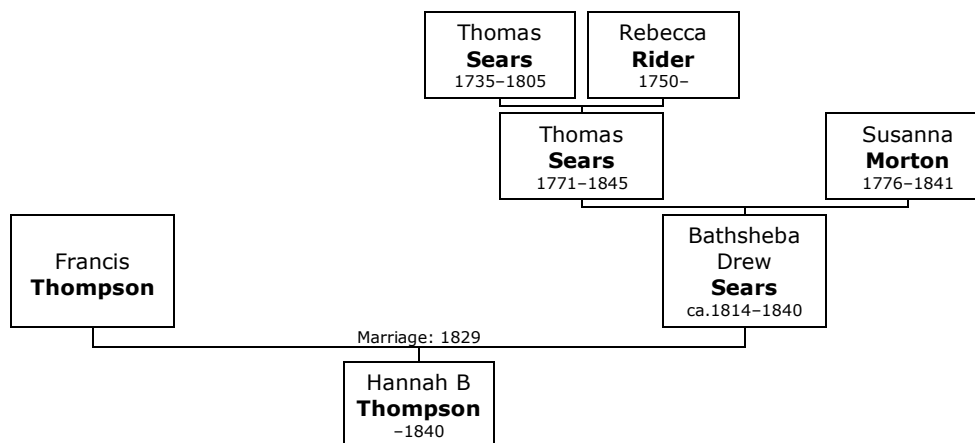 Thomas
Sears
1735–1805
Rebecca
Rider
1750–
Thomas
Sears
1771–1845
Susanna
Morton
1776–1841
Francis
Thompson
Bathsheba
Drew
Sears
ca.1814–1840
Marriage: 1829
Hannah B
Thompson
–1840